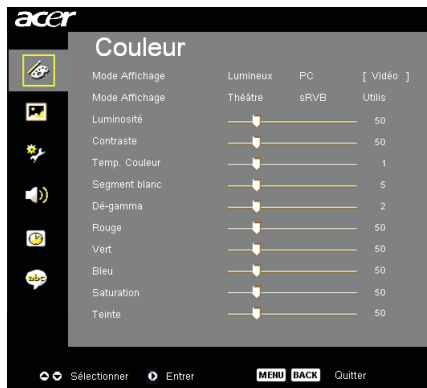 acer
Couleur
Mode Affichage Lumineux PC [ Vidéo ]
Mode Affichage Théâtre sRVB Utilis
Luminosité 50
Contraste 50
Temp. Couleur 1
Segment blanc 5
Dé-gamma 2
Rouge 50
Vert 50
Bleu 50
Saturation 50
Teinte 50
abc
Sélectionner Entrer MENU BACK Quitter